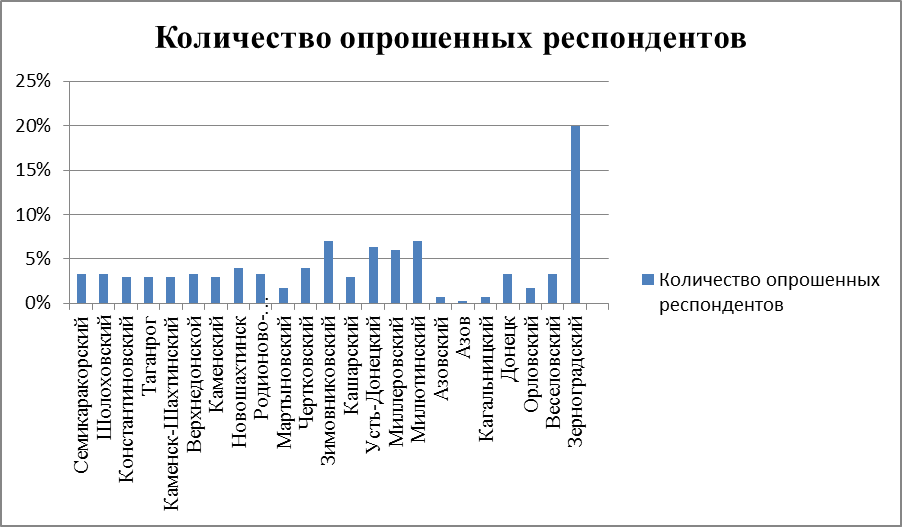 Количество опрошенных респондентов
25%
20%
15%
10%
5%
0%
Семикаракорский
Шолоховский
Константиновский
Таганрог
Каменск-Шахтинский
Верхнедонской
Каменский
Новошахтинск
Родионово-…
Мартыновский
Чертковский
Зимовниковский
Кашарский
Усть-Донецкий
Миллеровский
Милютинский
Азовский
Азов
Кагальницкий
Донецк
Орловский
Веселовский
Зерноградский
Количество опрошенных
респондентов